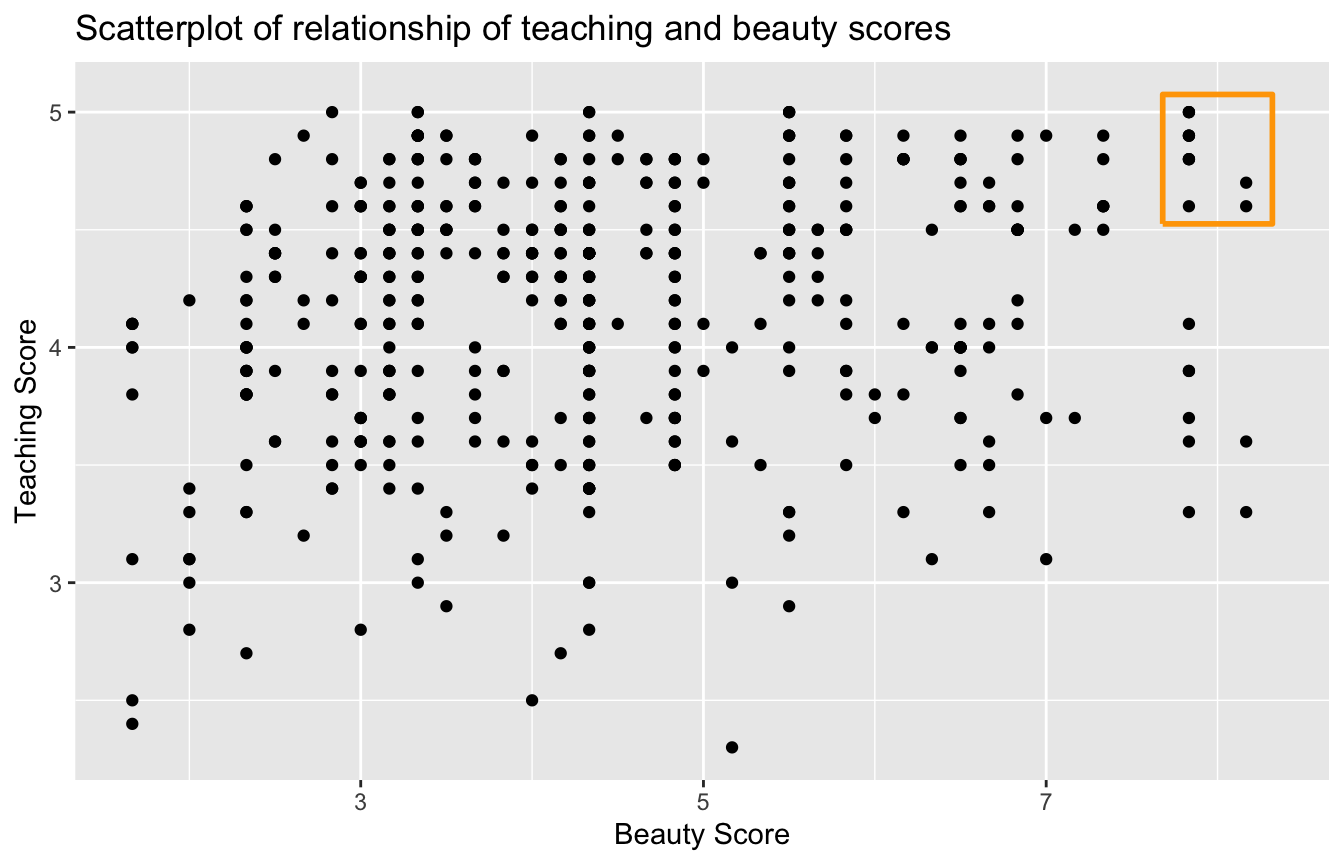 Scatterplot of relationship of teaching and beauty scores
5
4
3
Teaching Score
3 5 7
Beauty Score